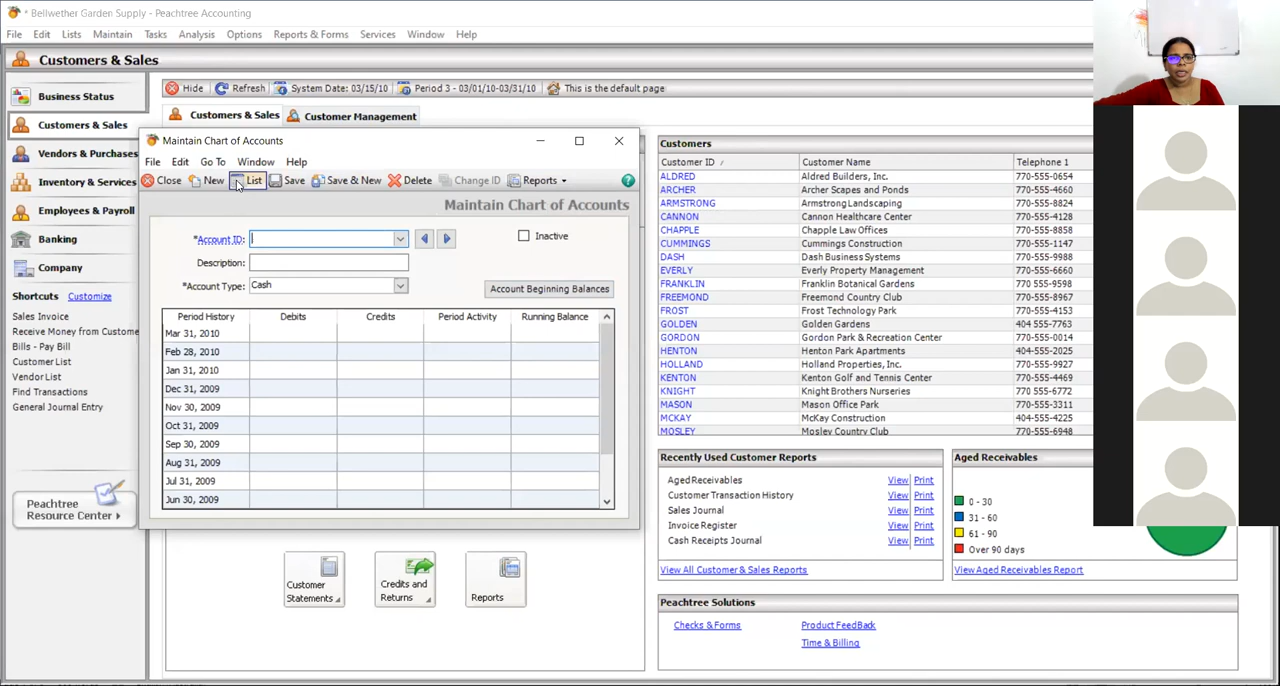 * Bellwether Garden Supply - Peachtree Accounting
File Edit Lists Maintain Tasks Analysis Options Reports & Forms Services Window Help
Customers & Sales
Business Status
Customers & Sales
Vendors & Purchases
Inventory & Services
Employees & Payroll
Banking
Company
Shortcuts Customize
Sales Invoice
Receive Money from Custome
Bills - Pay Bill
Customer List
Vendor List
Find Transactions
General Journal Entry
Peachtree
Resource Center
Hide Refresh System Date: 03/15/10 Period 3 - 03/01/10-03/31/10 This is the default page
Customers & Sales Customer Management
Maintain Chart of Accounts
File Edit Go To Window Help
Close New List Save Save & New Delete Change ID Reports
Maintain Chart of Accounts
*Account ID:
Inactive
Description:
*Account Type: Cash
Account Beginning Balances
Period History Debits Credits Period Activity Running Balance
Mar 31, 2010
Feb 28, 2010
Jan 31, 2010
Dec 31, 2009
Nov 30, 2009
Oct 31, 2009
Sep 30, 2009
Aug 31, 2009
Jul 31, 2009
Jun 30, 2009
Customer
Statements
Credits and
Returns
Reports
Customers
Customer ID / Customer Name Telephone 1
ALDRED Aldred Builders, Inc. 770-555-0654
ARCHER Archer Scapes and Ponds 770-555-4660
ARMSTRONG Armstrong Landscaping 770-555-8824
CANNON Cannon Healthcare Center 770-555-4128
CHAPPLE Chapple Law Offices 770-555-8858
CUMMINGS Cummings Construction 770-555-1147
DASH Dash Business Systems 770-555-9988
EVERLY Everly Property Management 770-555-6660
FRANKLIN Franklin Botanical Gardens 770 555-9598
FREEMOND Freemond Country Club 770-555-8967
FROST Frost Technology Park 770-555-4153
GOLDEN Golden Gardens 404 555-7763
GORDON Gordon Park & Recreation Center 770-555-0014
HENTON Henton Park Apartments 404-555-2025
HOLLAND Holland Properties, Inc. 770-555-9927
KENTON Kenton Golf and Tennis Center 770-555-4469
KNIGHT Knight Brothers Nurseries 770 555-6772
MASON Mason Office Park 770-555-3311
MCKAY McKay Construction 404-555-4225
MOSLEY Mosley Country Club 770-555-6948
Recently Used Customer Reports
Aged Receivables View Print
Customer Transaction History View Print
Sales Journal View Print
Invoice Register View Print
Cash Receipts Journal View Print
View All Customer & Sales Reports
Aged Receivables
0 - 30
31 - 60
61 - 90
Over 90 days
View Aged Receivables Report
Peachtree Solutions
Checks & Forms Product FeedBack
Time & Billing